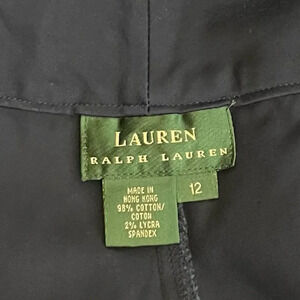 LAUREN
RALPH LAUREN
MADE IN
HONG KONG
98% COTTON/
COTON
2% LYCRA
SPANDEX
12